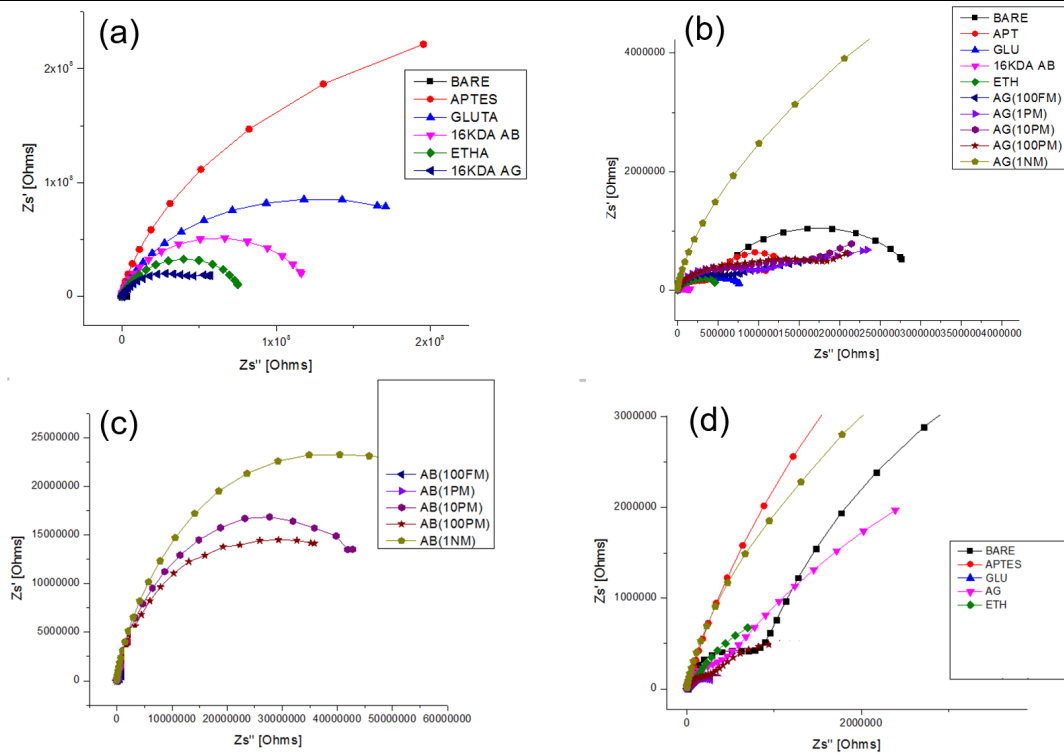 (a)
2x10⁸
1x10⁸
0
Zs' [Ohms]
0
1x10⁸
2x10⁸
Zs'' [Ohms]
BARE
APTES
GLUTA
16KDA AB
ETHA
16KDA AG
(b)
4000000
2000000
0
Zs' [Ohms]
0 500000 1000000 1500000 2000000 2500000 3000000 3500000 4000000
Zs'' [Ohms]
BARE
APT
GLU
16KDA AB
ETH
AG(100FM)
AG(1PM)
AG(10PM)
AG(100PM)
AG(1NM)
(c)
25000000
20000000
15000000
10000000
5000000
0
Zs' [Ohms]
0 10000000 20000000 30000000 40000000 50000000 60000000
Zs'' [Ohms]
AB(100FM)
AB(1PM)
AB(10PM)
AB(100PM)
AB(1NM)
(d)
3000000
2000000
1000000
0
Zs' [Ohms]
0 2000000
Zs'' [Ohms]
BARE
APTES
GLU
AG
ETH